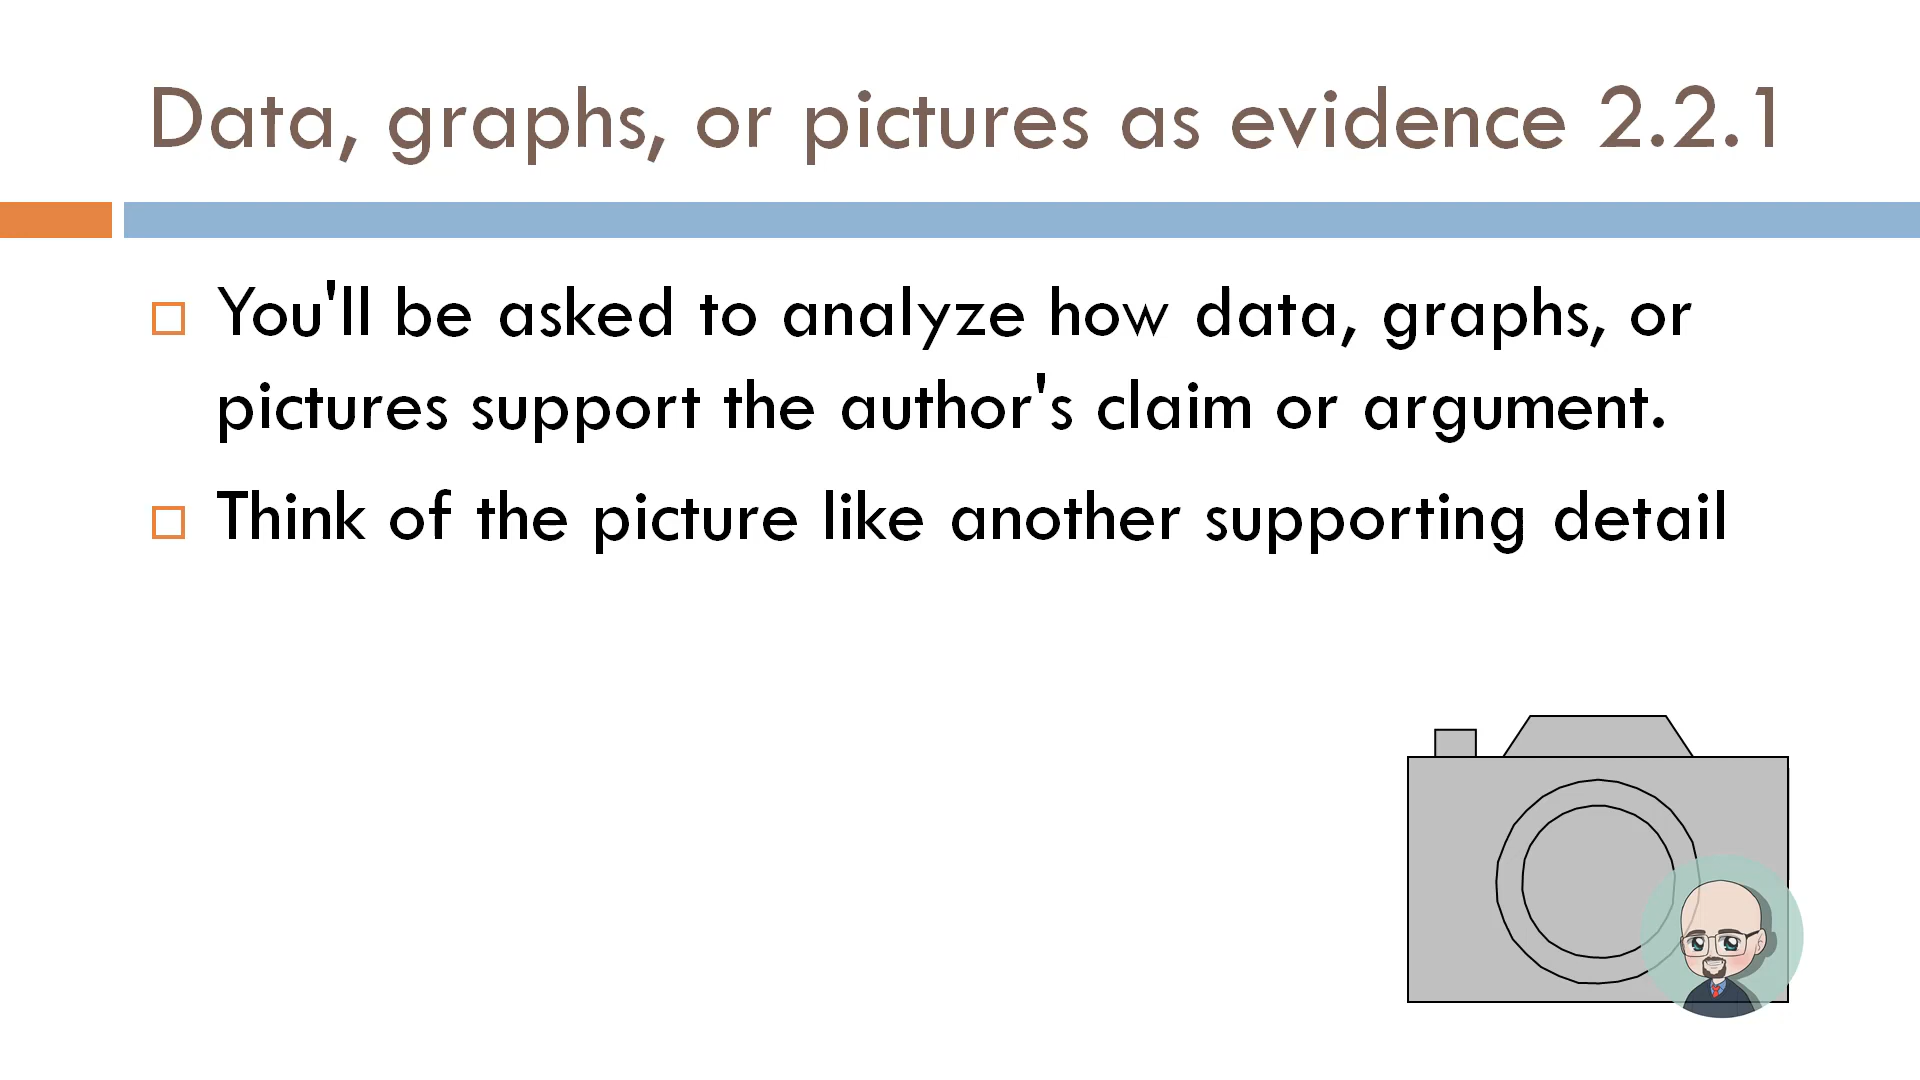 Data, graphs, or pictures as evidence 2.2.1
You'll be asked to analyze how data, graphs, or
pictures support the author's claim or argument.
Think of the picture like another supporting detail